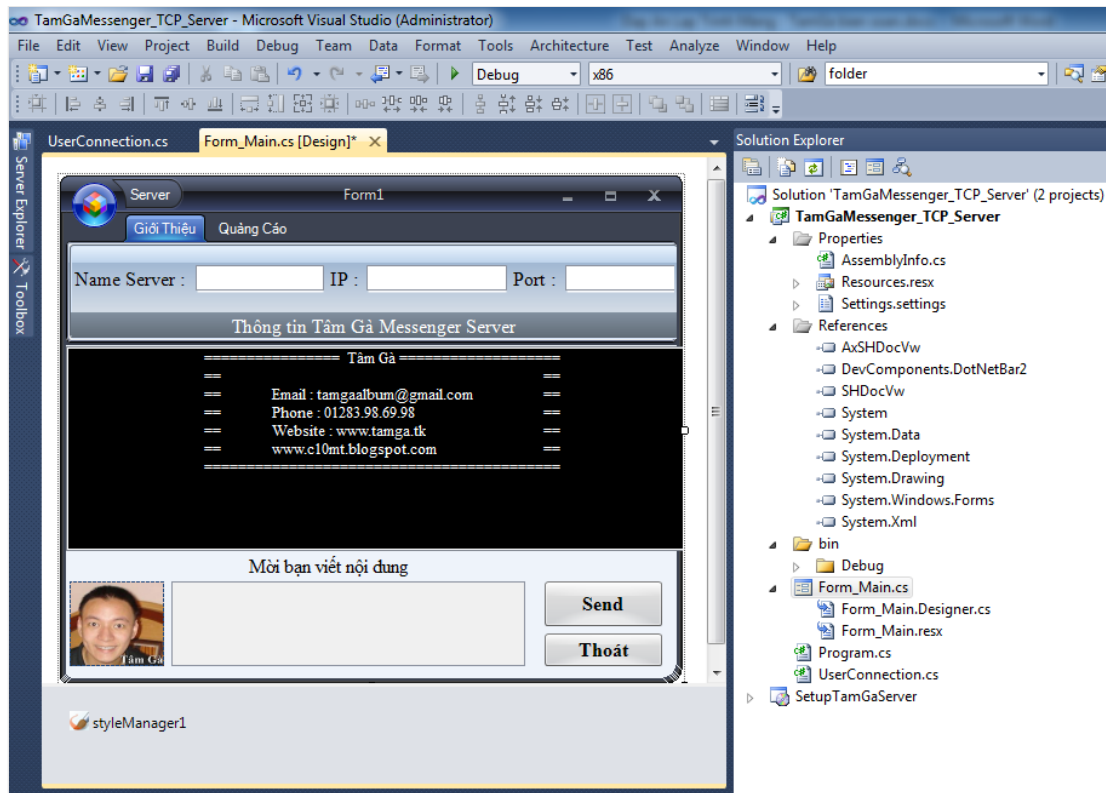 TamGaMessenger_TCP_Server - Microsoft Visual Studio (Administrator)
File Edit View Project Build Debug Team Data Format Tools Architecture Test Analyze Window Help
Debug x86 folder
UserConnection.cs Form_Main.cs [Design]*
Server Explorer
Toolbox
Server Form1
Giới Thiệu Quảng Cáo
Name Server : IP : Port :
Thông tin Tâm Gà Messenger Server
================ Tâm Gà ===================
== ==
== Email : tamgaalbum@gmail.com ==
== Phone : 01283.98.69.98 ==
== Website : www.tamga.tk ==
== www.c10mt.blogspot.com ==
==========================================
Mời bạn viết nội dung
Tâm Gà
Send
Thoát
styleManager1
Solution Explorer
Solution 'TamGaMessenger_TCP_Server' (2 projects)
TamGaMessenger_TCP_Server
Properties
AssemblyInfo.cs
Resources.resx
Settings.settings
References
AxSHDocVw
DevComponents.DotNetBar2
SHDocVw
System
System.Data
System.Deployment
System.Drawing
System.Windows.Forms
System.Xml
bin
Debug
Form_Main.cs
Form_Main.Designer.cs
Form_Main.resx
Program.cs
UserConnection.cs
SetupTamGaServer